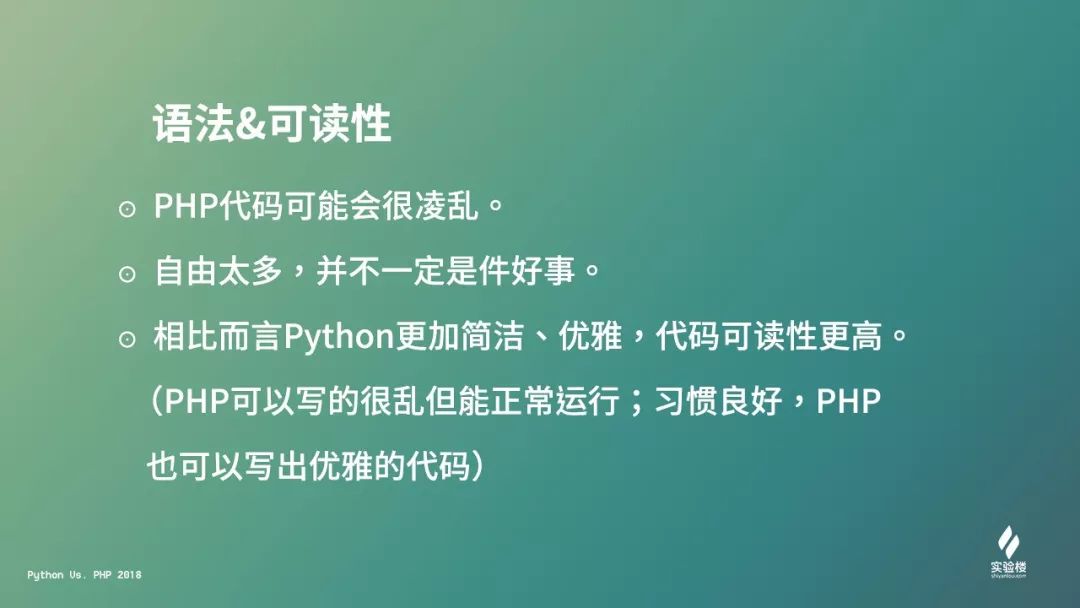 语法&可读性
⊙ PHP代码可能会很凌乱。
⊙ 自由太多，并不一定是件好事。
⊙ 相比而言Python更加简洁、优雅，代码可读性更高。
（PHP可以写的很乱但能正常运行；习惯良好，PHP
也可以写出优雅的代码）
Python Vs. PHP 2018
实验楼
shiyanlou.com